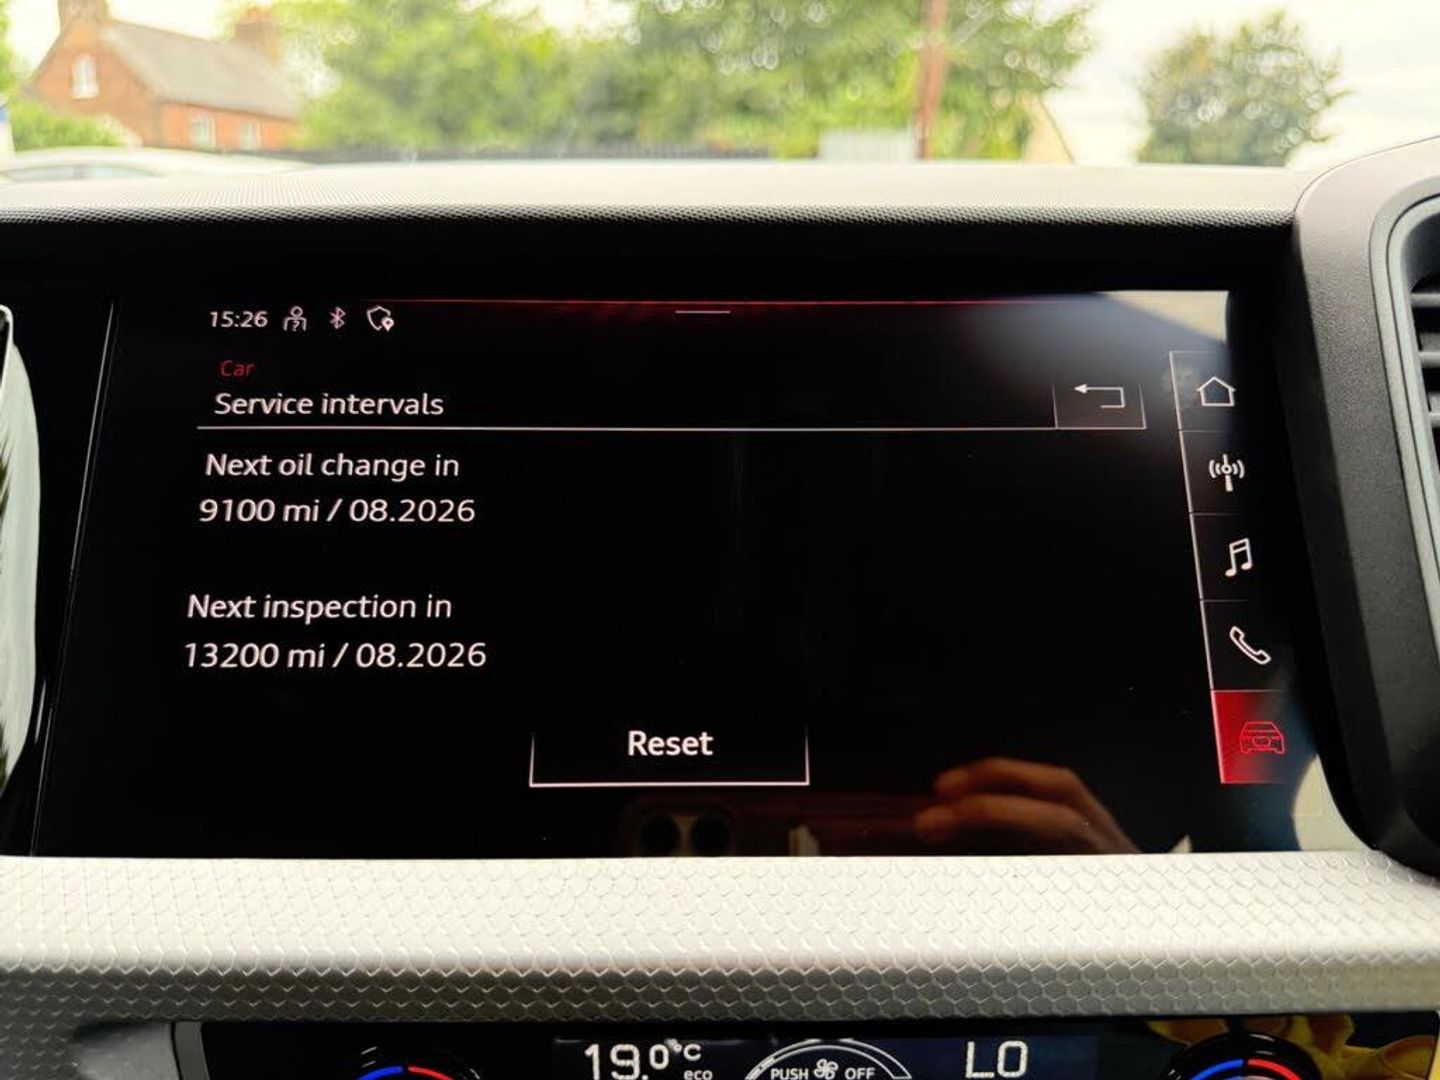 15:26
Car
Service intervals
Next oil change in
9100 mi / 08.2026
Next inspection in
13200 mi / 08.2026
Reset
19.0°C
eco
PUSH OFF
LO